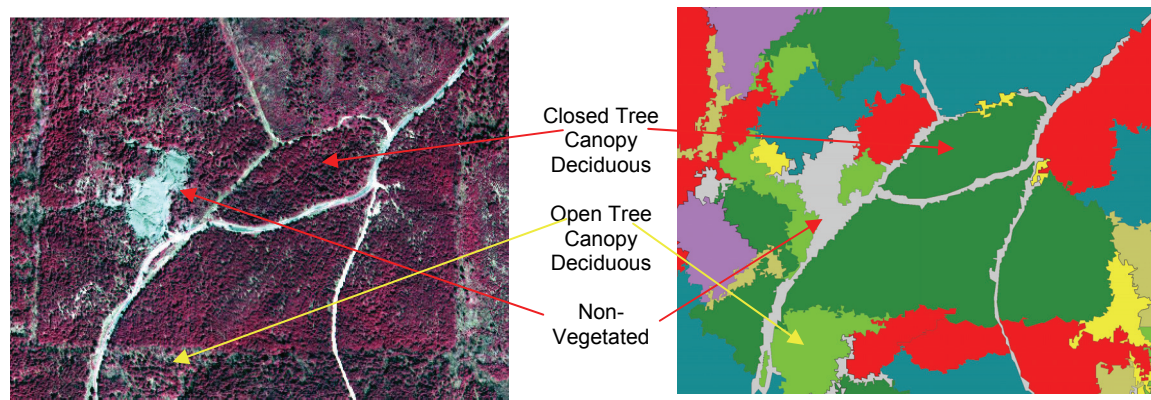 Closed Tree
Canopy
Deciduous
Open Tree
Canopy
Deciduous
Non-
Vegetated